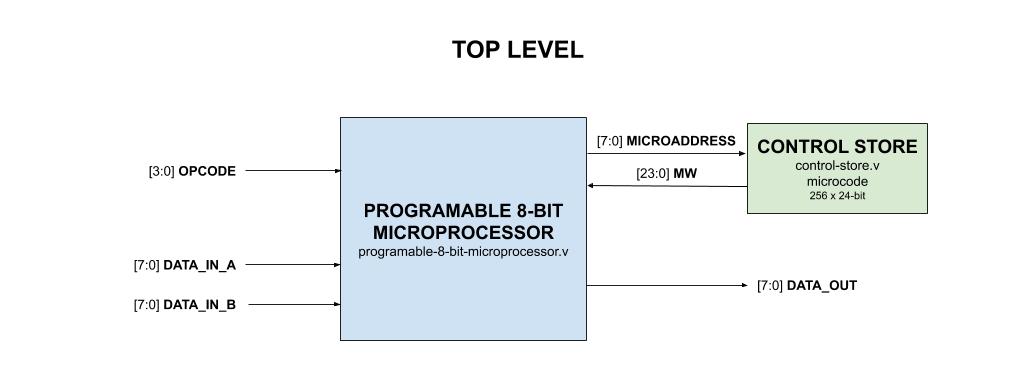 TOP LEVEL
[7:0] MICROADDRESS
CONTROL STORE
control-store.v
microcode
256 x 24-bit
[3:0] OPCODE
[23:0] MW
PROGRAMABLE 8-BIT
MICROPROCESSOR
programable-8-bit-microprocessor.v
[7:0] DATA_IN_A
[7:0] DATA_OUT
[7:0] DATA_IN_B